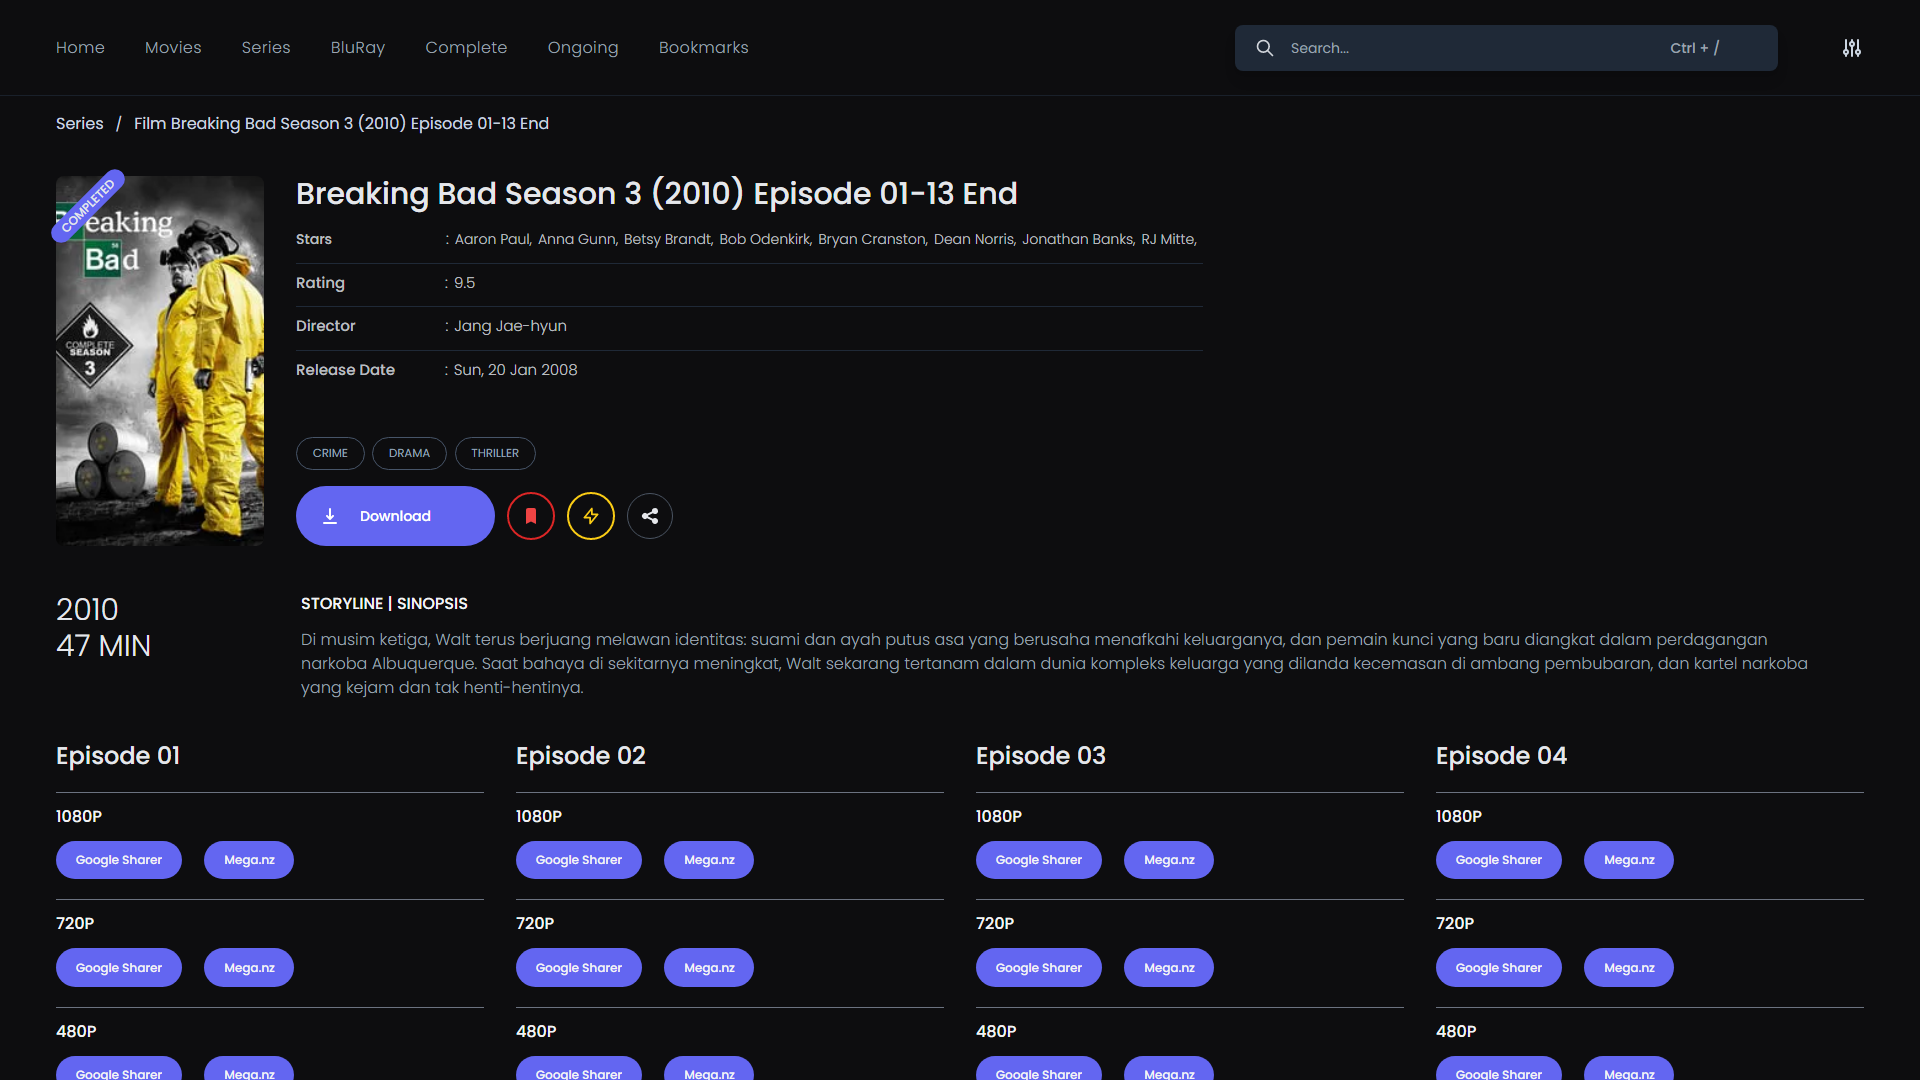 Home Movies Series BluRay Complete Ongoing Bookmarks Search... Ctrl + /
Series / Film Breaking Bad Season 3 (2010) Episode 01-13 End
COMPLETED
Breaking
Bad
56
COMPLETE
SEASON
3
Breaking Bad Season 3 (2010) Episode 01-13 End
Stars : Aaron Paul, Anna Gunn, Betsy Brandt, Bob Odenkirk, Bryan Cranston, Dean Norris, Jonathan Banks, RJ Mitte,
Rating : 9.5
Director : Jang Jae-hyun
Release Date : Sun, 20 Jan 2008
CRIME DRAMA THRILLER
Download
2010
47 MIN
STORYLINE | SINOPSIS
Di musim ketiga, Walt terus berjuang melawan identitas: suami dan ayah putus asa yang berusaha menafkahi keluarganya, dan pemain kunci yang baru diangkat dalam perdagangan
narkoba Albuquerque. Saat bahaya di sekitarnya meningkat, Walt sekarang tertanam dalam dunia kompleks keluarga yang dilanda kecemasan di ambang pembubaran, dan kartel narkoba
yang kejam dan tak henti-hentinya.
Episode 01 Episode 02 Episode 03 Episode 04
1080P 1080P 1080P 1080P
Google Sharer Mega.nz Google Sharer Mega.nz Google Sharer Mega.nz Google Sharer Mega.nz
720P 720P 720P 720P
Google Sharer Mega.nz Google Sharer Mega.nz Google Sharer Mega.nz Google Sharer Mega.nz
480P 480P 480P 480P
Google Sharer Mega.nz Google Sharer Mega.nz Google Sharer Mega.nz Google Sharer Mega.nz